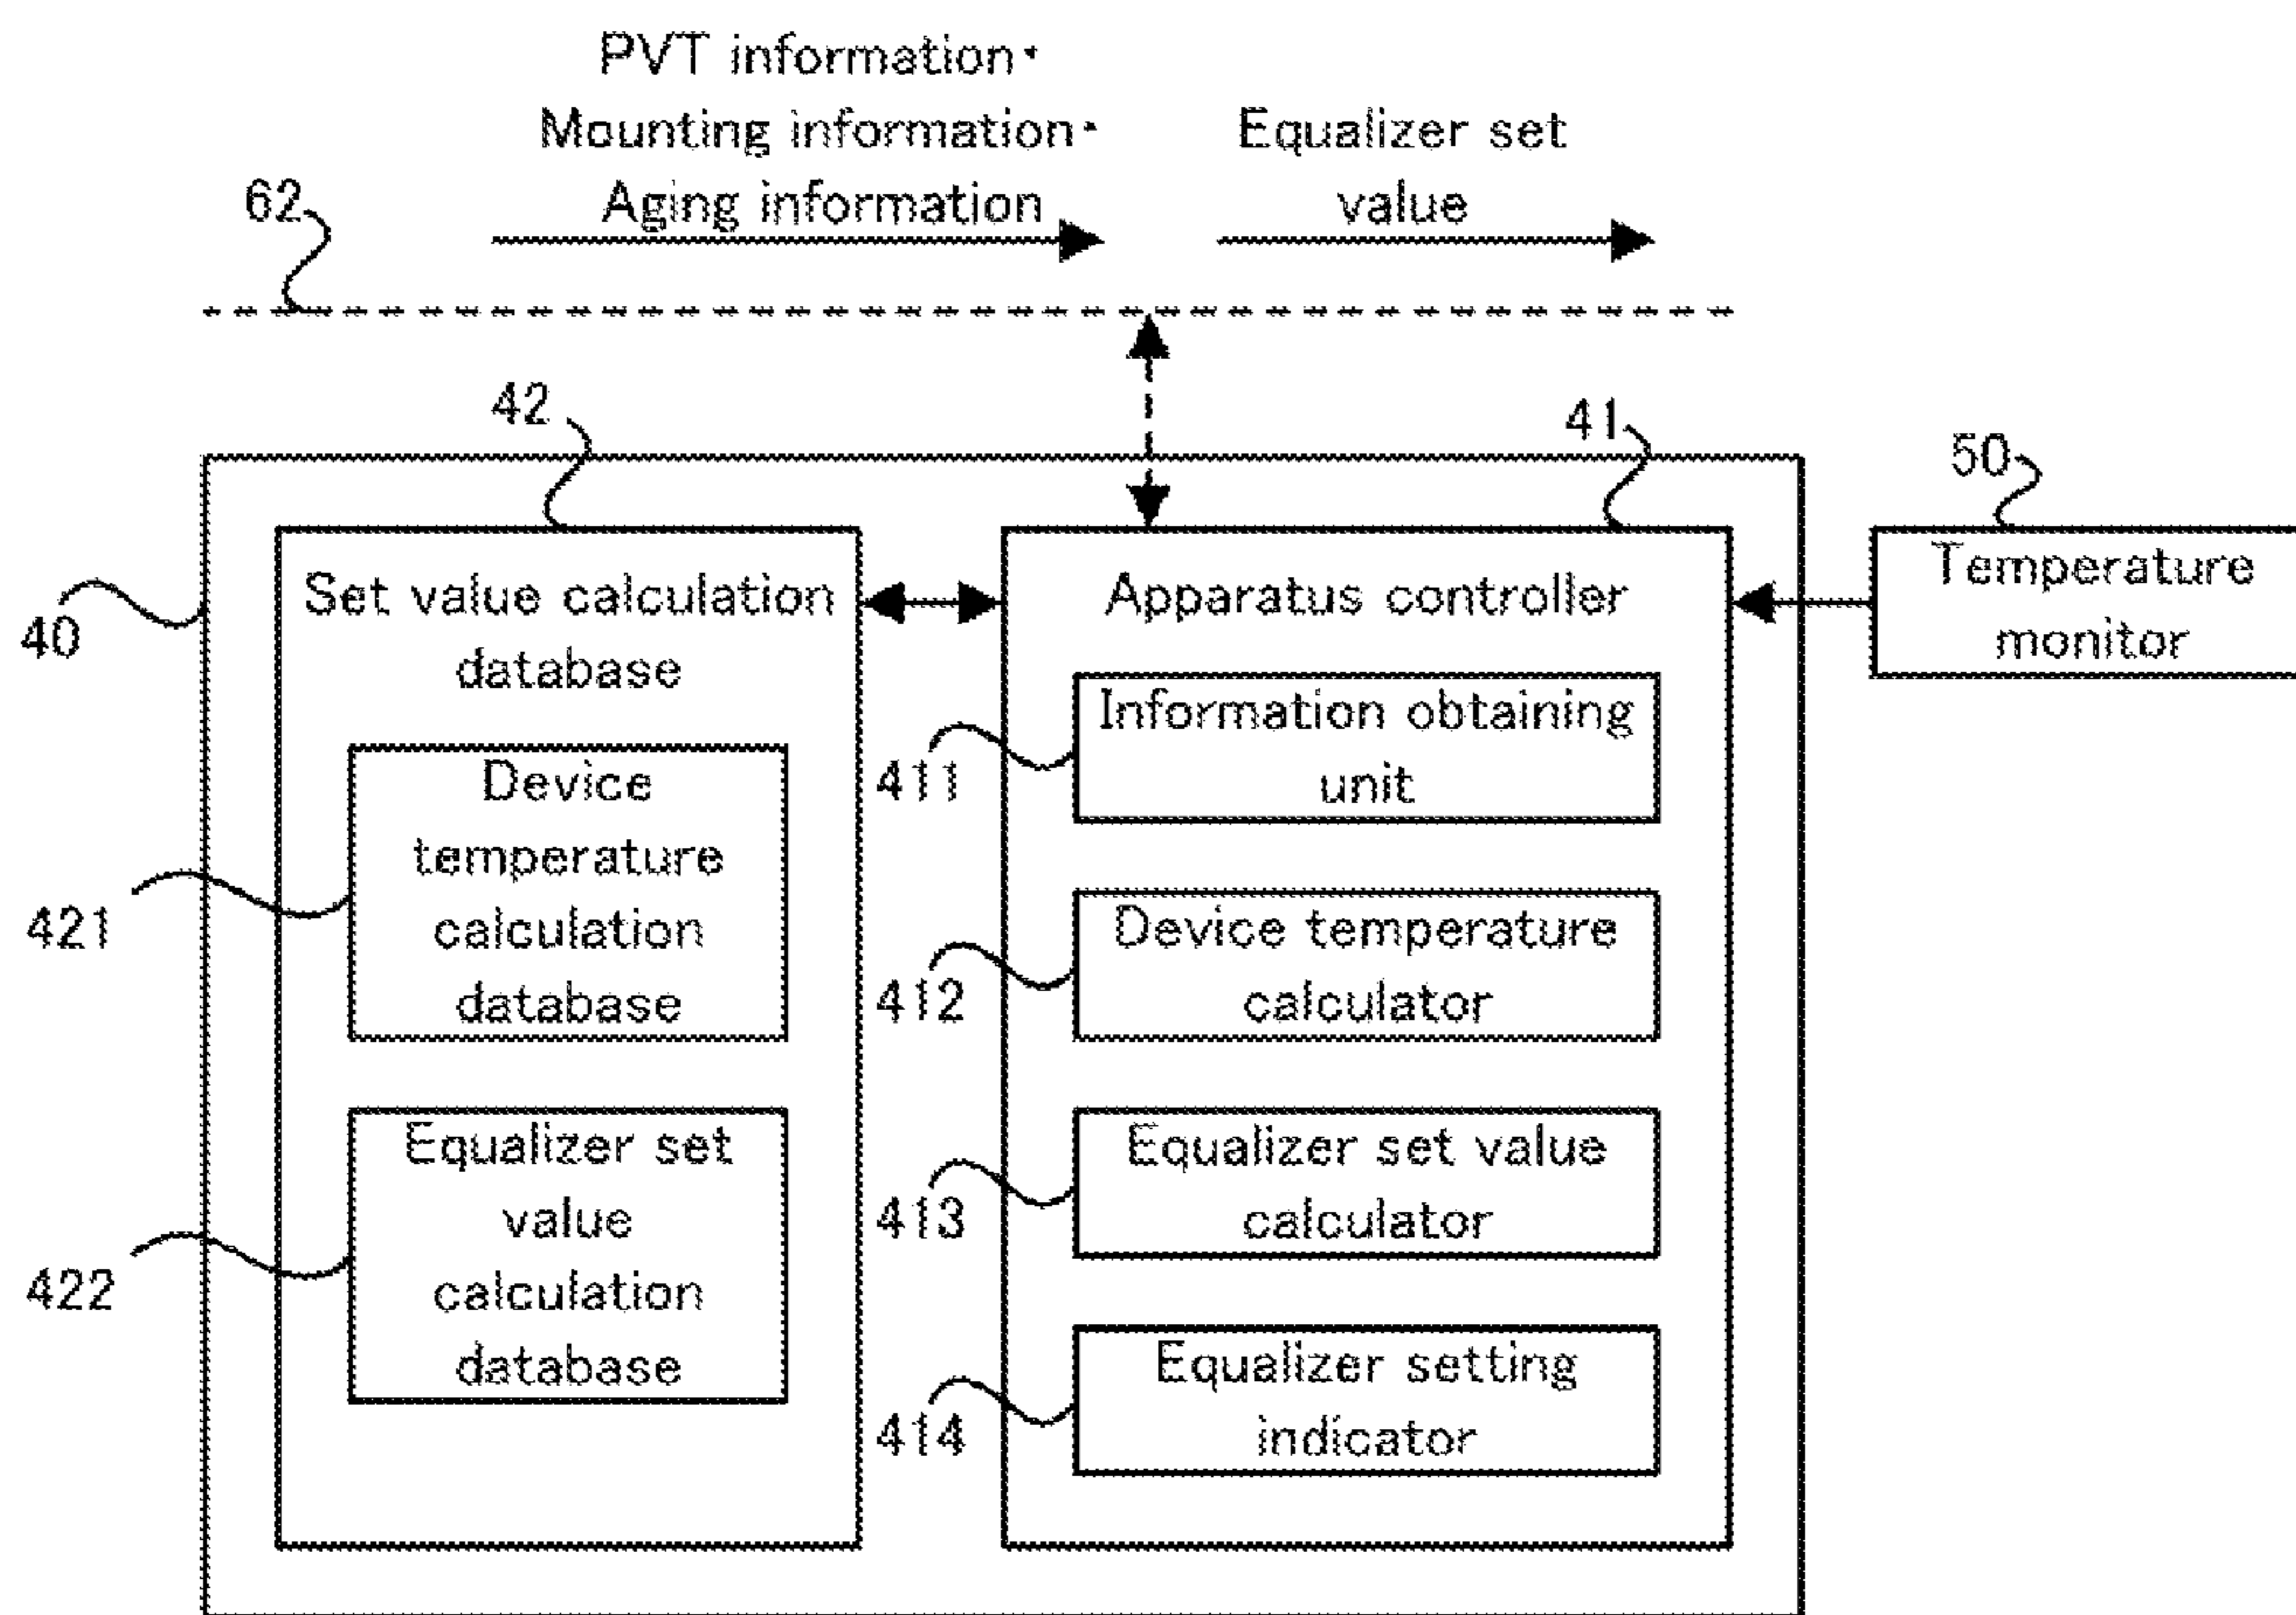 PVT information・
Mounting information・
Aging information
Equalizer set
value
62
42
41
50
40
Set value calculation
database
Apparatus controller
Temperature
monitor
Device
temperature
calculation
database
421
Equalizer set
value
calculation
database
422
Information obtaining
unit
411
Device temperature
calculator
412
Equalizer set value
calculator
413
Equalizer setting
indicator
414